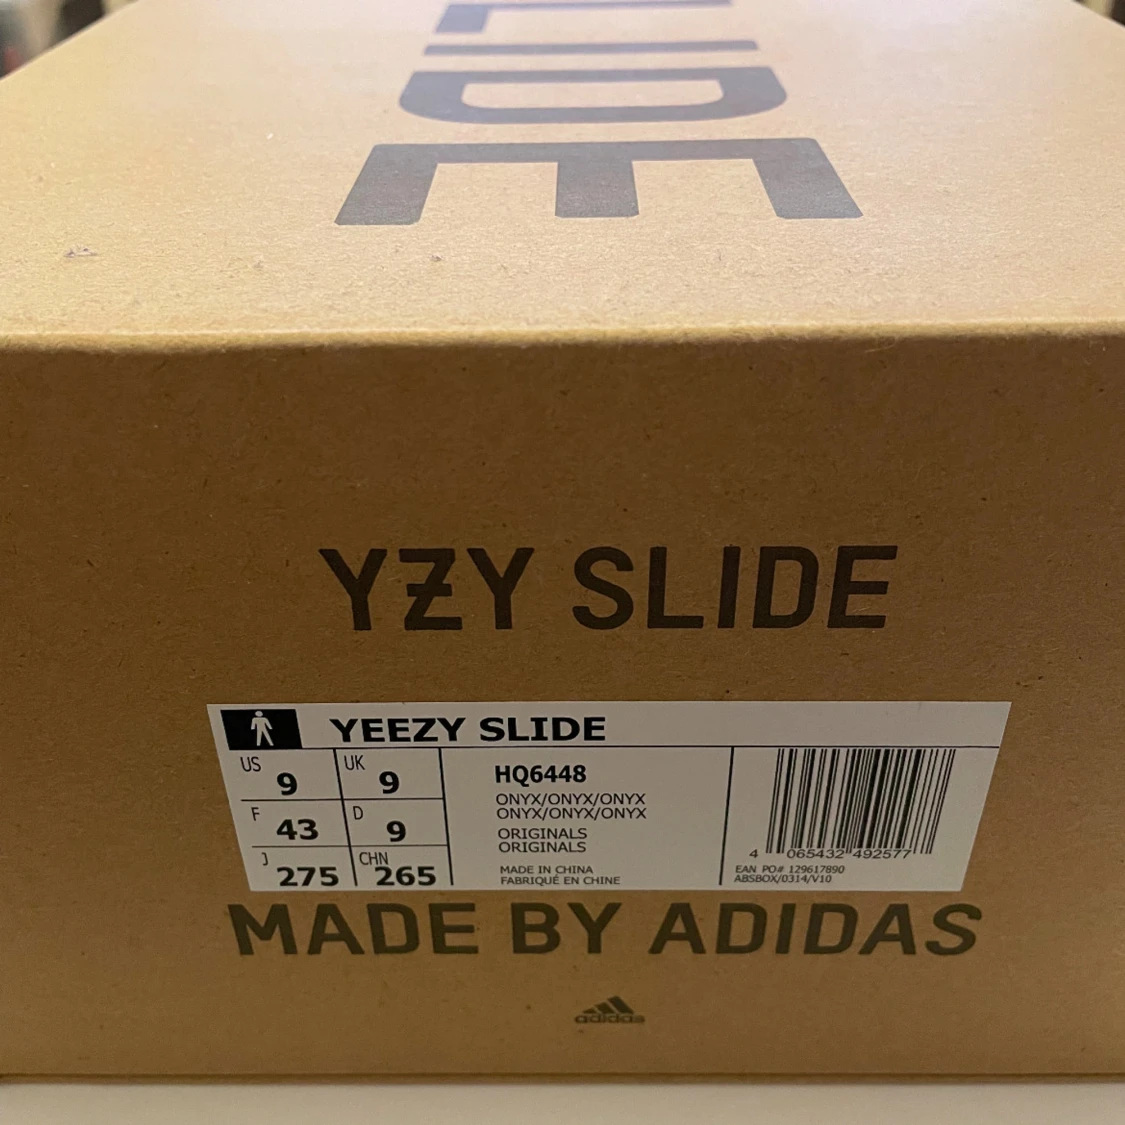 LIDE
YZY SLIDE
YEEZY SLIDE
US 9 UK 9
F 43 D 9
J 275 CHN 265
HQ6448
ONYX/ONYX/ONYX
ONYX/ONYX/ONYX
ORIGINALS
ORIGINALS
MADE IN CHINA
FABRIQUÉ EN CHINE
4 065432 492577
EAN PO# 129617890
ABSBOX/0314/V10
MADE BY ADIDAS
adidas